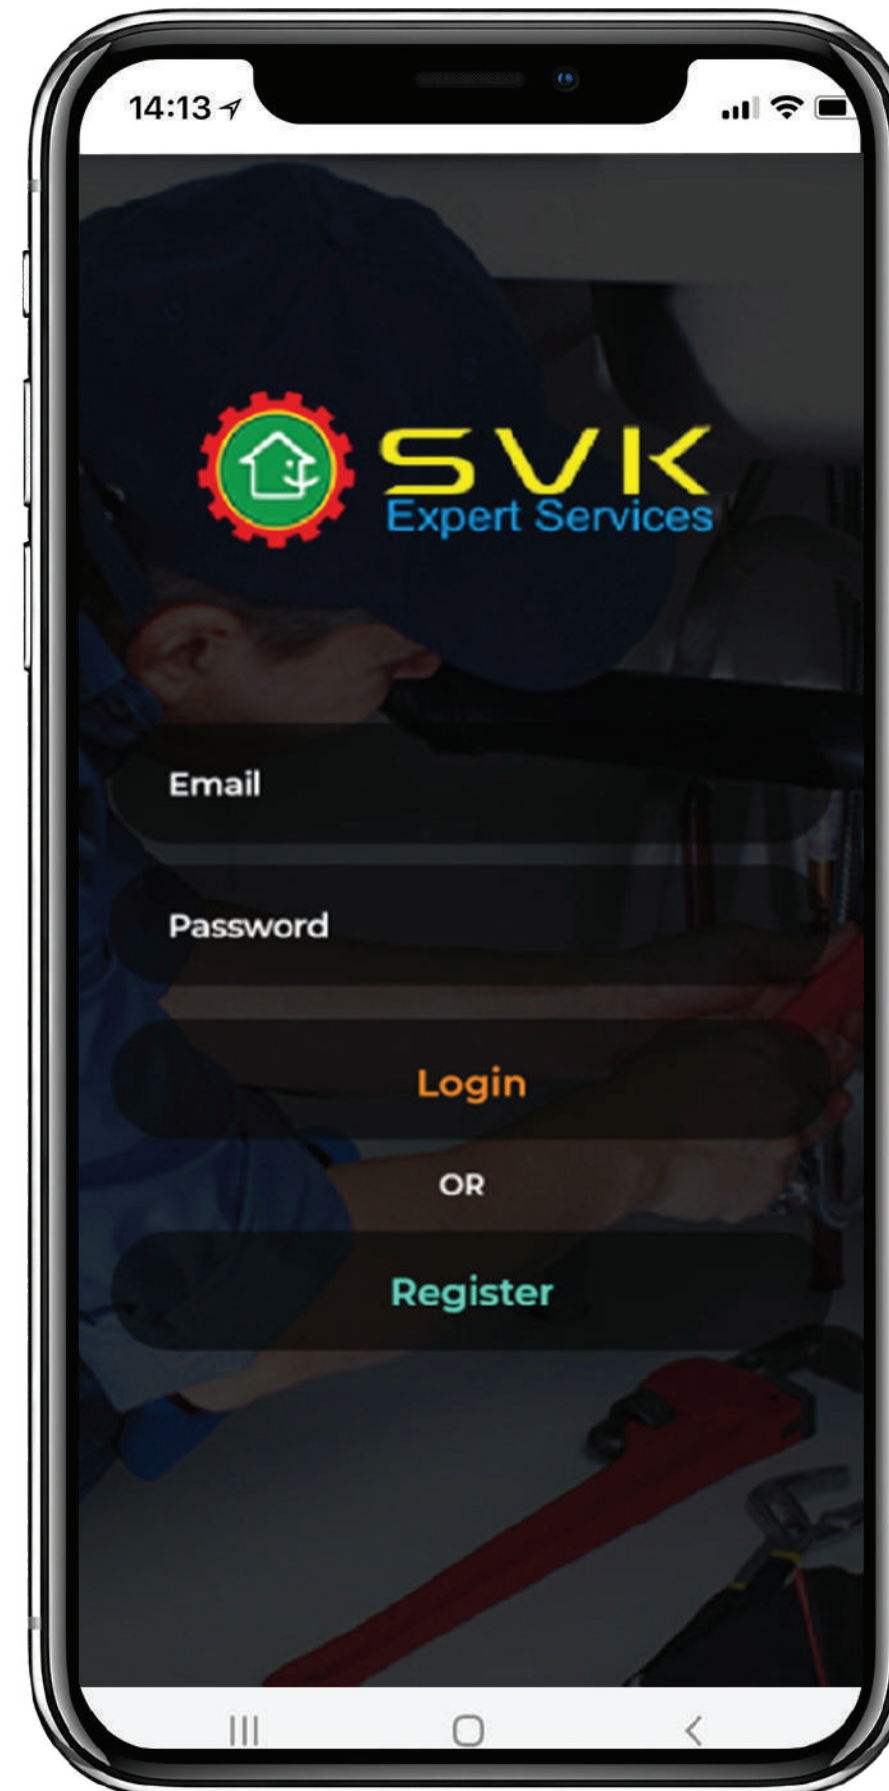 14:13
SVK
Expert Services
Email
Password
Login
OR
Register